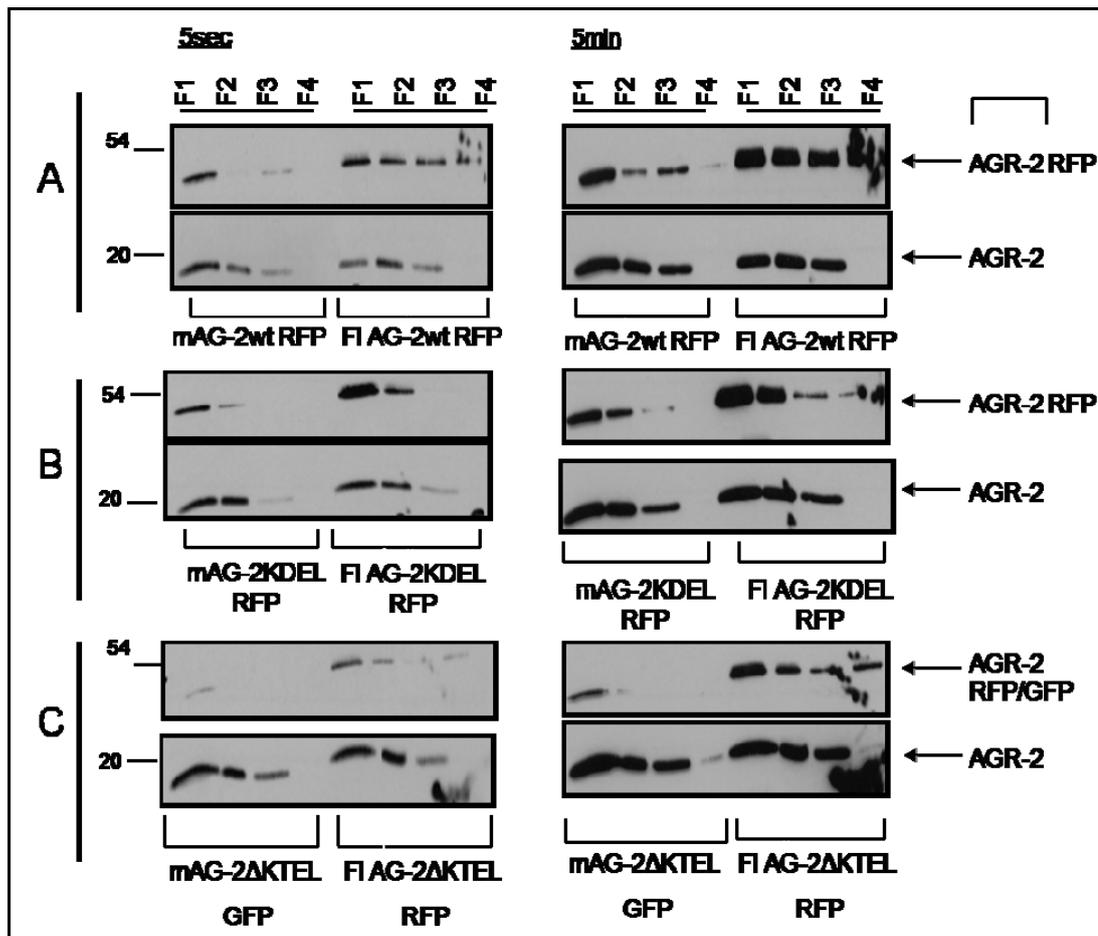 5sec 5min
F1 F2 F3 F4 F1 F2 F3 F4 F1 F2 F3 F4 F1 F2 F3 F4
A
54
AGR-2 RFP
20
AGR-2
mAG-2wt RFP Fl AG-2wt RFP mAG-2wt RFP Fl AG-2wt RFP
B
54
AGR-2 RFP
20
AGR-2
mAG-2KDEL Fl AG-2KDEL mAG-2KDEL Fl AG-2KDEL
RFP RFP RFP RFP
C
54
AGR-2
RFP/GFP
20
AGR-2
mAG-2ΔKTEL Fl AG-2ΔKTEL mAG-2ΔKTEL Fl AG-2ΔKTEL
GFP RFP GFP RFP